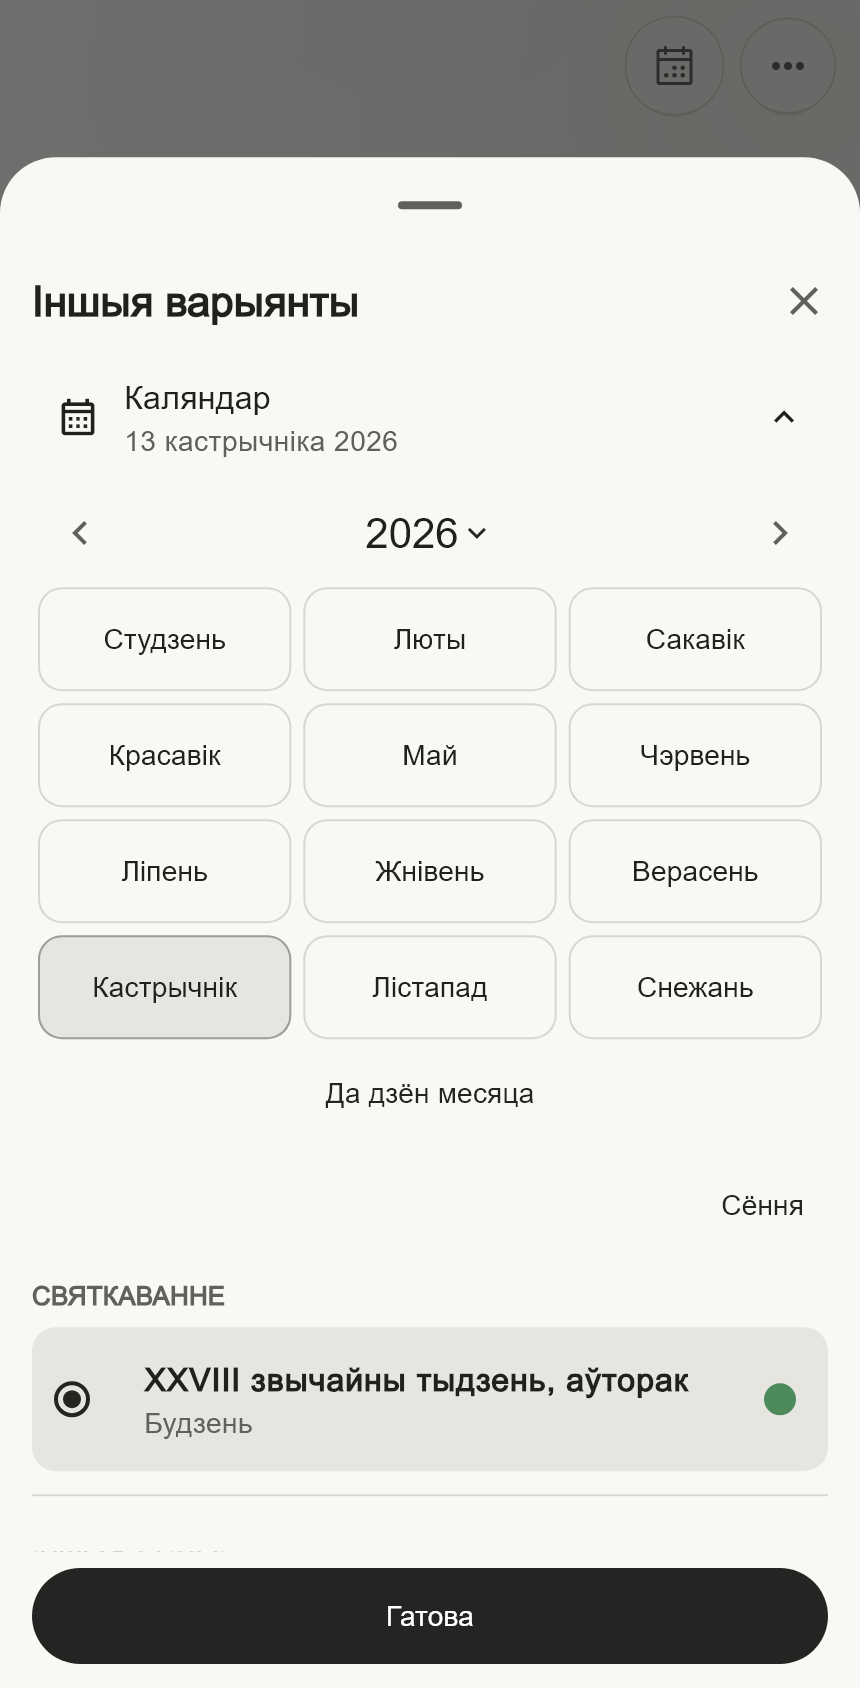 Іншыя варыянты
Каляндар
13 кастрычніка 2026
2026
Студзень
Люты
Сакавік
Красавік
Май
Чэрвень
Ліпень
Жнівень
Верасень
Кастрычнік
Лістапад
Снежань
Да дзён месяца
Сёння
СВЯТКАВАННЕ
XXVIII звычайны тыдзень, аўторак
Будзень
Гатова